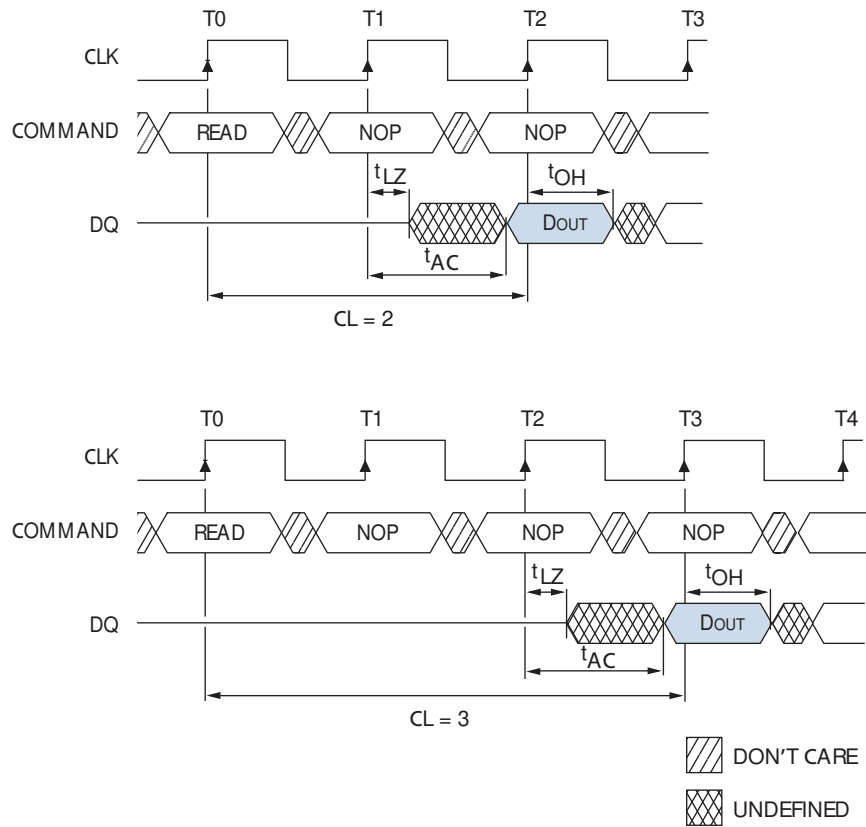 T0 T1 T2 T3
CLK
COMMAND READ NOP NOP
tLZ tOH
DQ DOUT
tAC
CL = 2
T0 T1 T2 T3 T4
CLK
COMMAND READ NOP NOP NOP
tLZ tOH
DQ DOUT
tAC
CL = 3
DON'T CARE
UNDEFINED